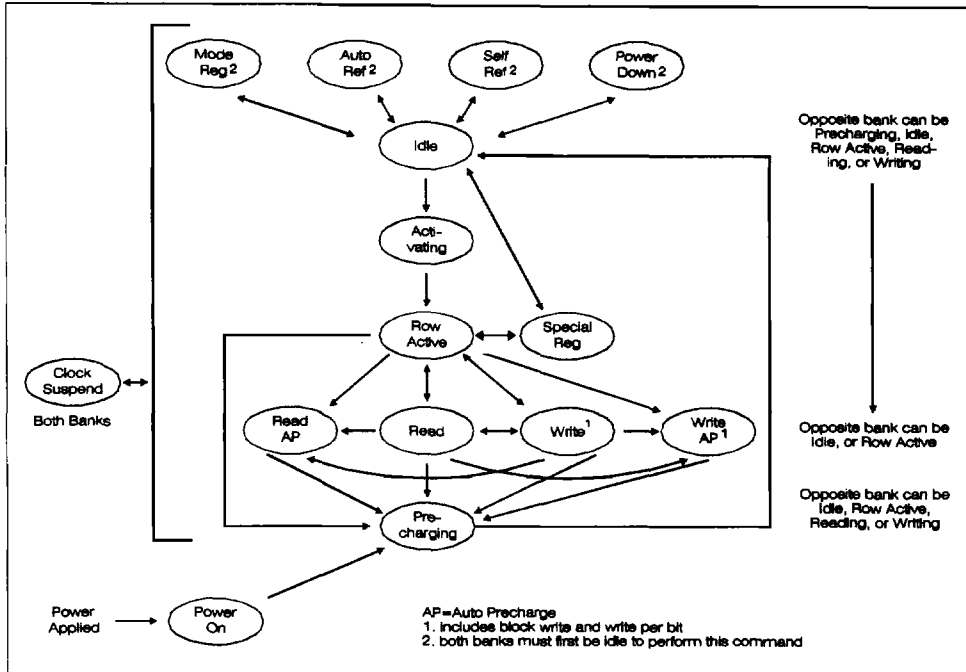 Mode
Reg 2
Auto
Ref 2
Self
Ref 2
Power
Down 2
Idle
Opposite bank can be
Precharging, Idle,
Row Active, Read-
ing, or Writing
Acti-
vating
Row
Active
Special
Reg
Clock
Suspend
Both Banks
Read
AP
Read
Write 1
Write
AP 1
Opposite bank can be
Idle, or Row Active
Pre-
charging
Opposite bank can be
Idle, Row Active,
Reading, or Writing
Power
Applied
Power
On
AP=Auto Precharge
1. includes block write and write per bit
2. both banks must first be idle to perform this command